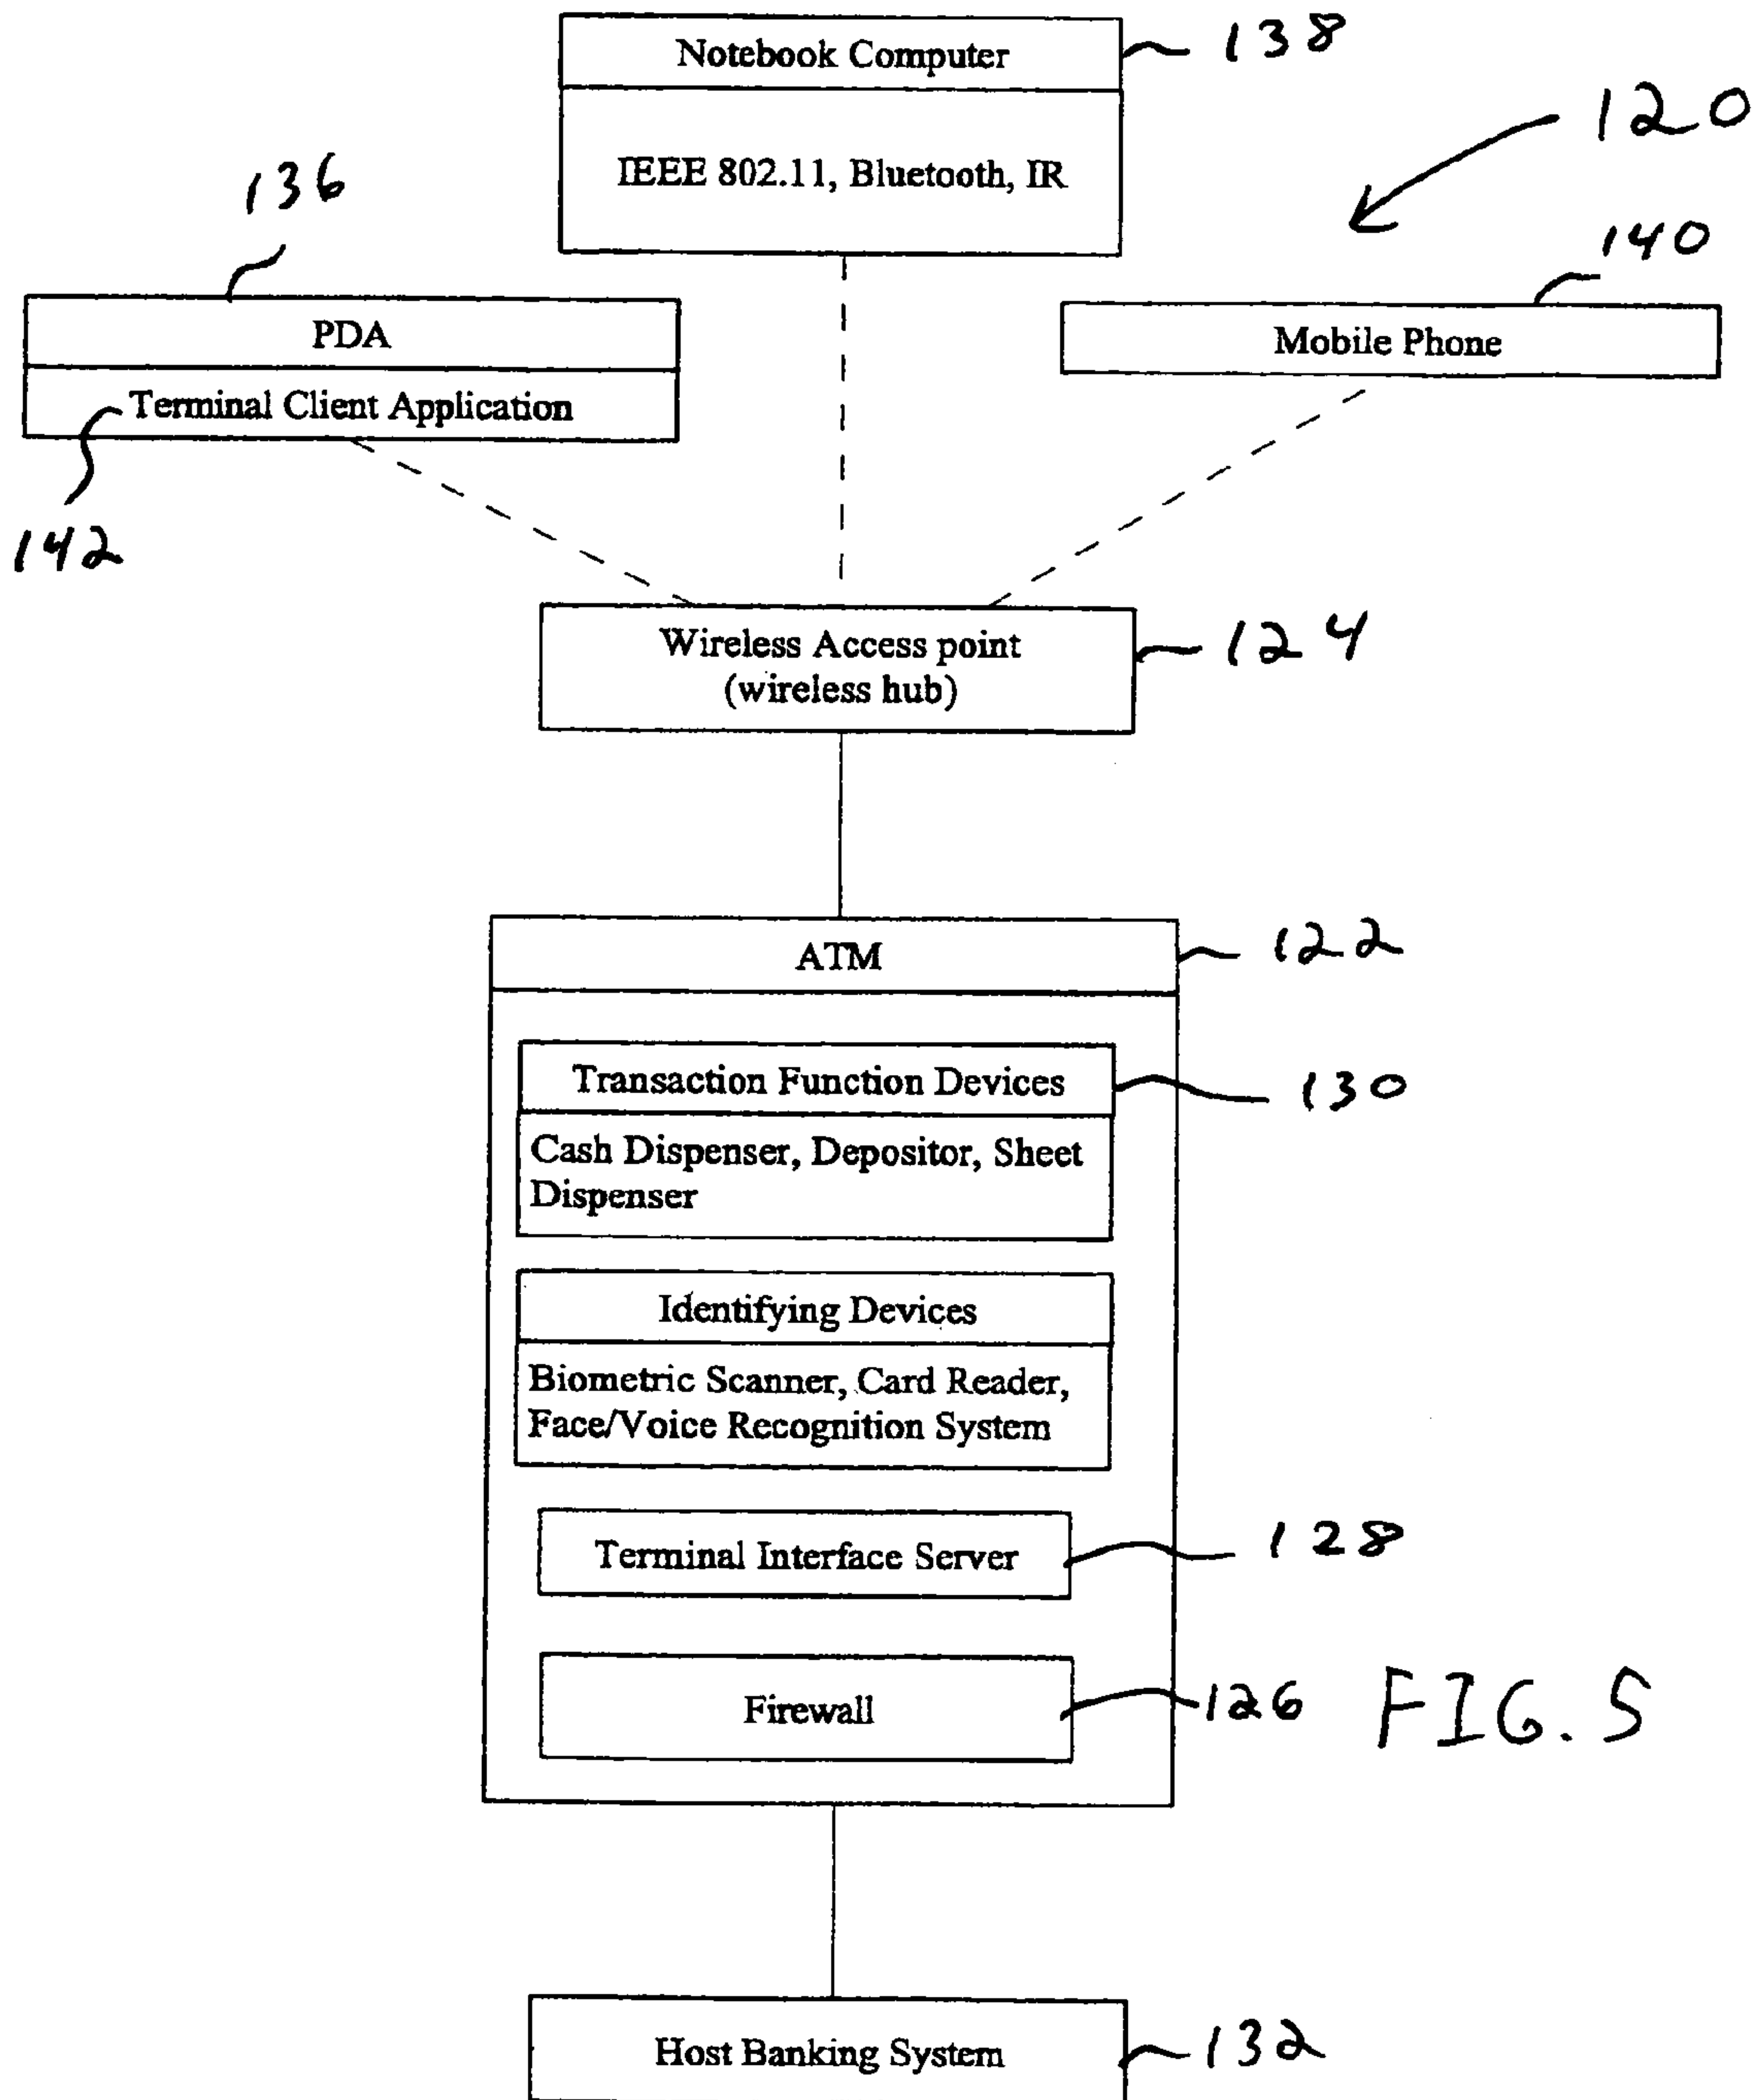 Notebook Computer
138
IEEE 802.11, Bluetooth, IR
120
136
140
PDA
Mobile Phone
Terminal Client Application
142
Wireless Access point
(wireless hub)
124
ATM
122
Transaction Function Devices
130
Cash Dispenser, Depositor, Sheet
Dispenser
Identifying Devices
Biometric Scanner, Card Reader,
Face/Voice Recognition System
Terminal Interface Server
128
Firewall
126
FIG. 5
Host Banking System
132